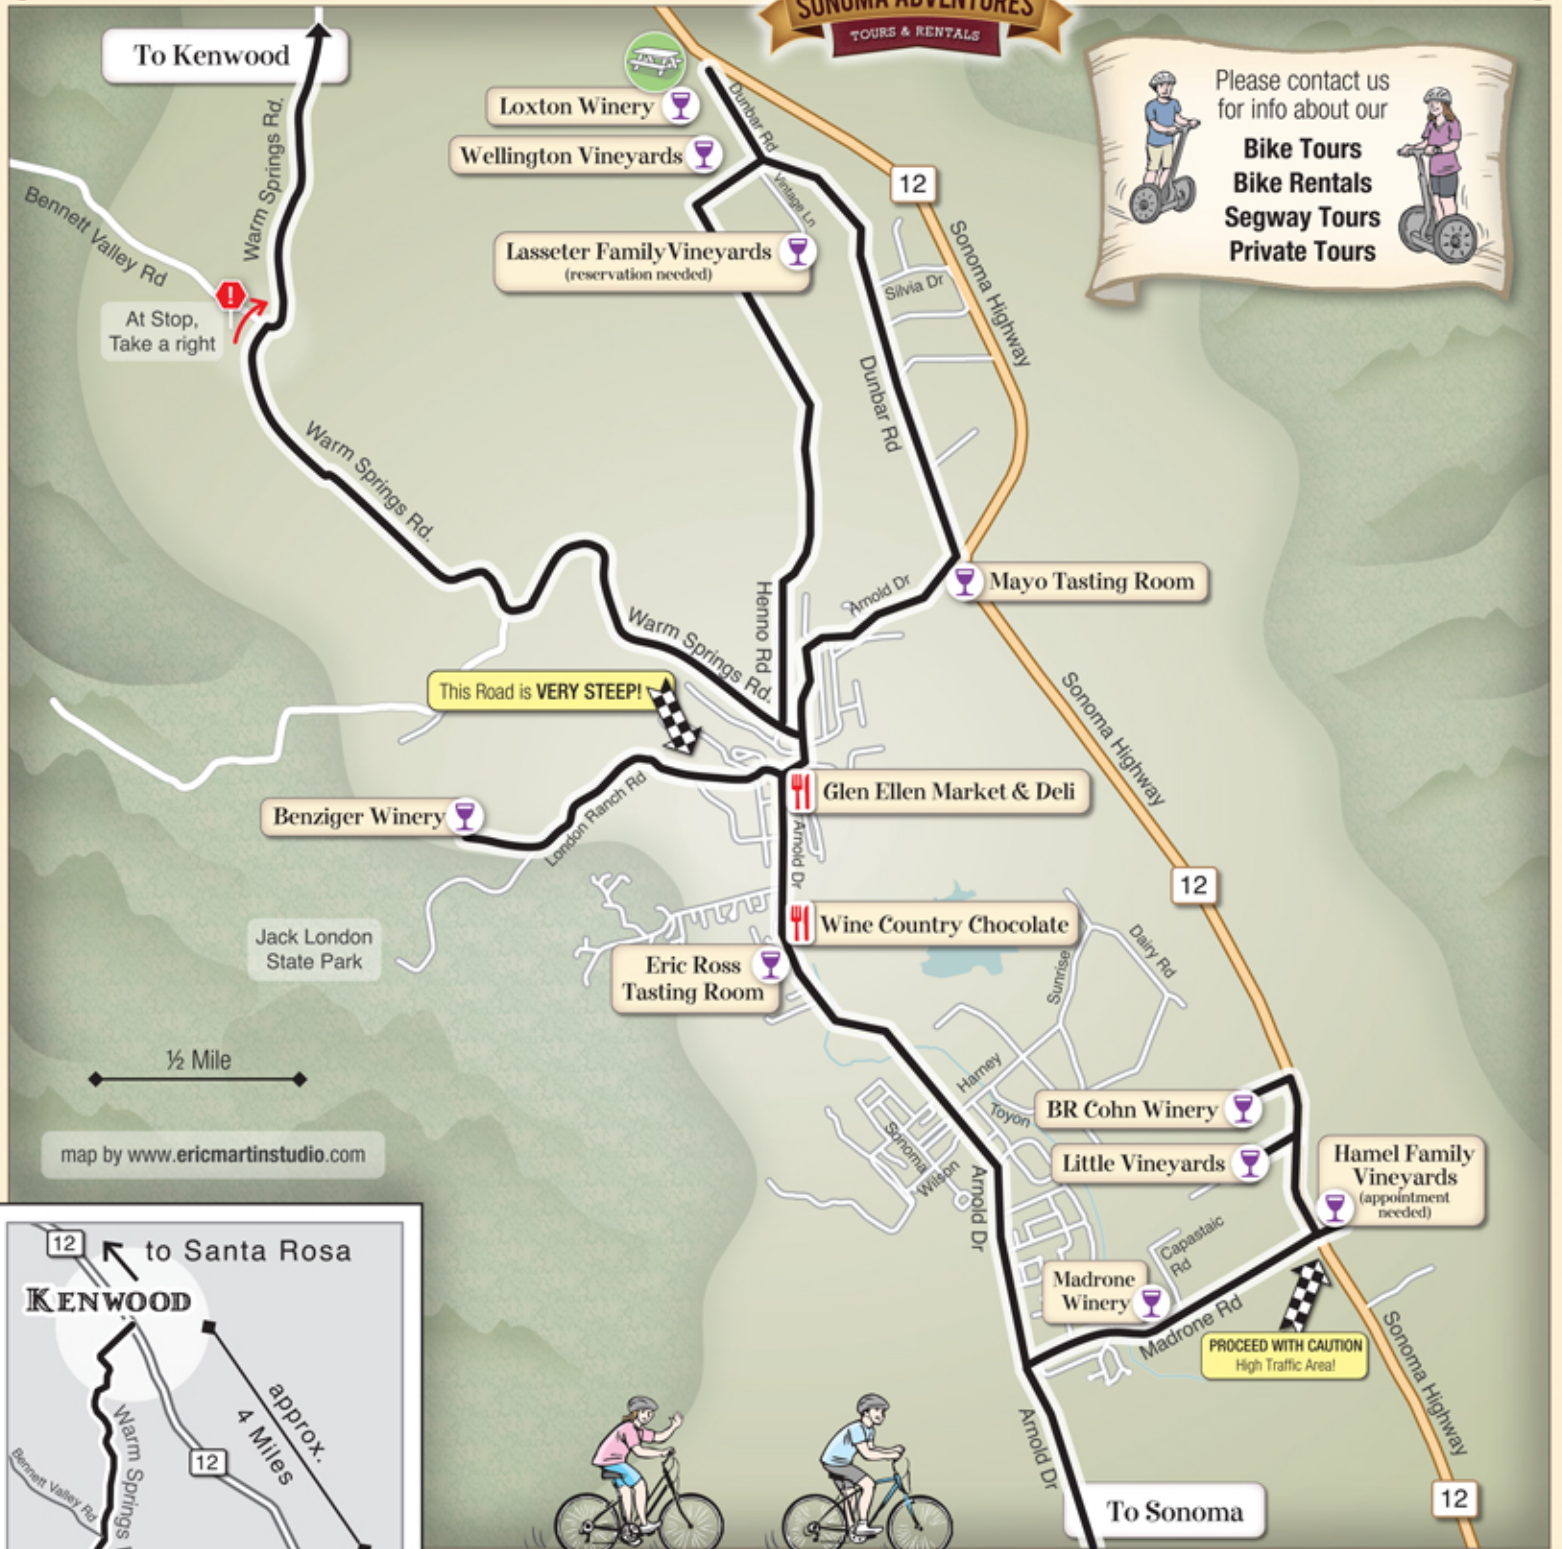 SONOMA ADVENTURES
TOURS & RENTALS
To Kenwood
Please contact us
for info about our
Bike Tours
Bike Rentals
Segway Tours
Private Tours
Loxton Winery
Wellington Vineyards
Lasseter Family Vineyards
(reservation needed)
Dunbar Rd
Vintage Ln
12
Sonoma Highway
Silvia Dr
Dunbar Rd
Warm Springs Rd.
Bennett Valley Rd
!
At Stop,
Take a right
Warm Springs Rd.
Warm Springs Rd.
Henno Rd
Arnold Dr
Mayo Tasting Room
This Road is VERY STEEP!
Sonoma Highway
Glen Ellen Market & Deli
Benziger Winery
London Ranch Rd
Arnold Dr
12
Wine Country Chocolate
Jack London
State Park
Eric Ross
Tasting Room
Sunrise
Dairy Rd
½ Mile
Harney
Toyon
BR Cohn Winery
map by www.ericmartinstudio.com
Sonoma
Wilson
Little Vineyards
Hamel Family
Vineyards
(appointment
needed)
Arnold Dr
Capastaic
Rd
Madrone
Winery
Madrone Rd
PROCEED WITH CAUTION
High Traffic Area!
Sonoma Highway
Arnold Dr
To Sonoma
12
12
to Santa Rosa
KENWOOD
approx.
4 Miles
Warm Springs
12
Bennett Valley Rd